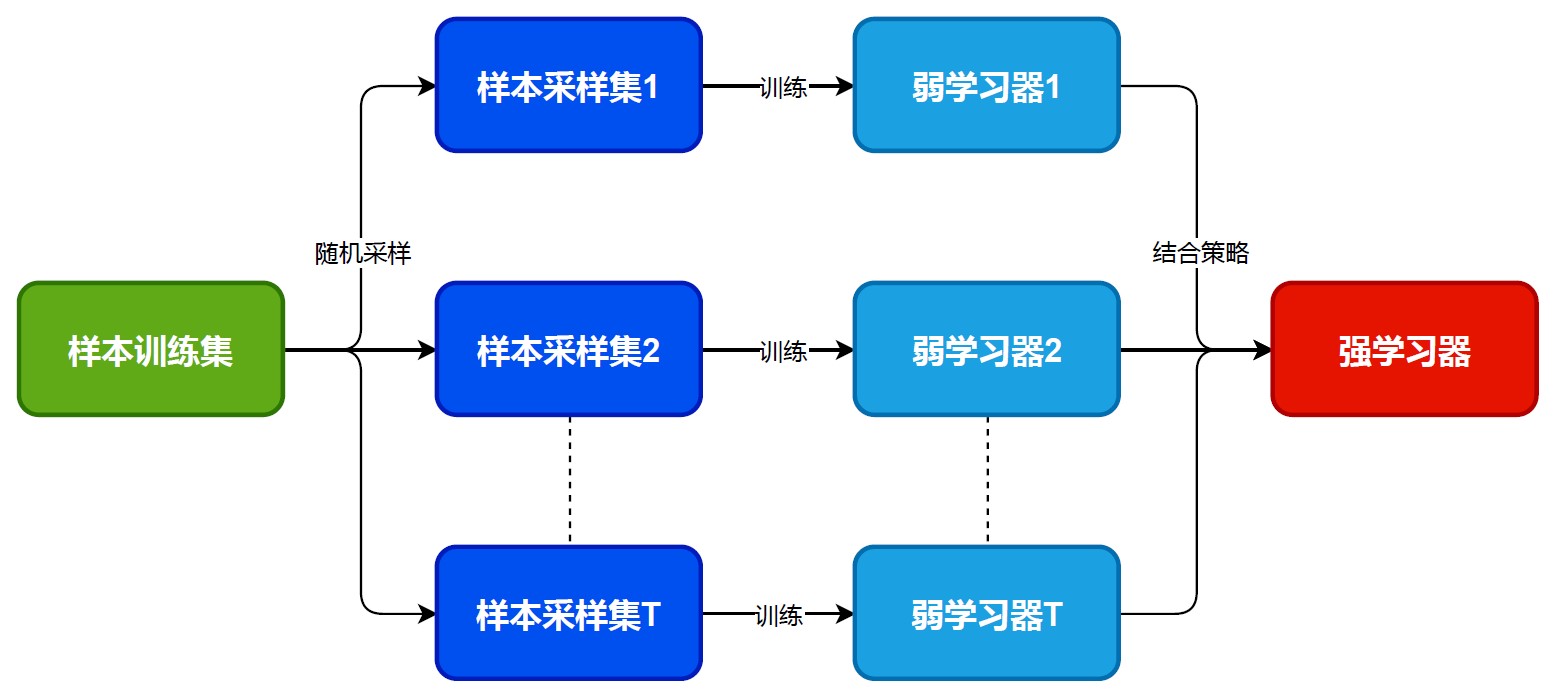 样本采样集1
训练
弱学习器1
随机采样
结合策略
样本训练集
样本采样集2
训练
弱学习器2
强学习器
样本采样集T
训练
弱学习器T